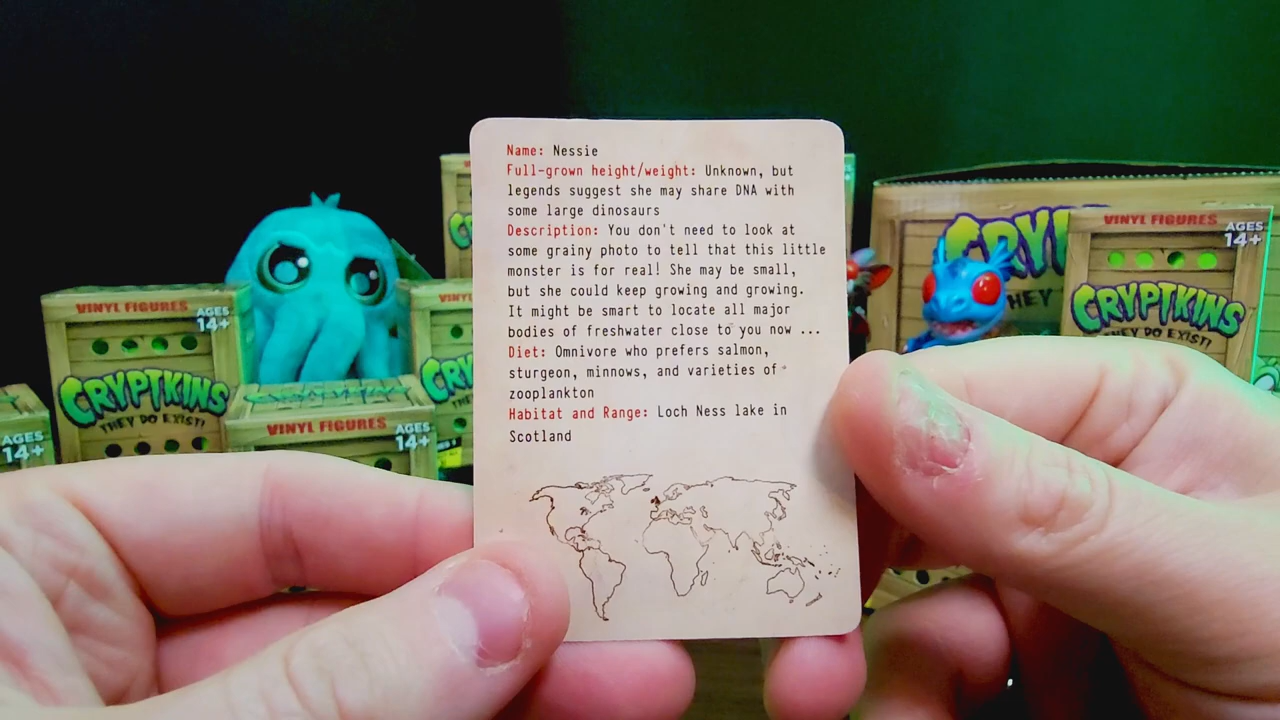 Name: Nessie
Full-grown height/weight: Unknown, but
legends suggest she may share DNA with
some large dinosaurs
Description: You don't need to look at
some grainy photo to tell that this little
monster is for real! She may be small,
but she could keep growing and growing.
It might be smart to locate all major
bodies of freshwater close to you now ...
Diet: Omnivore who prefers salmon,
sturgeon, minnows, and varieties of
zooplankton
Habitat and Range: Loch Ness lake in
Scotland
VINYL FIGURES
AGES
14+
CRYPTKINS
THEY DO EXIST!
VINYL FIGURES
AGES
14+
AGES
14+
CRYP
THEY
VINYL FIGURES
AGES
14+
CRYPTKINS
THEY DO EXIST!